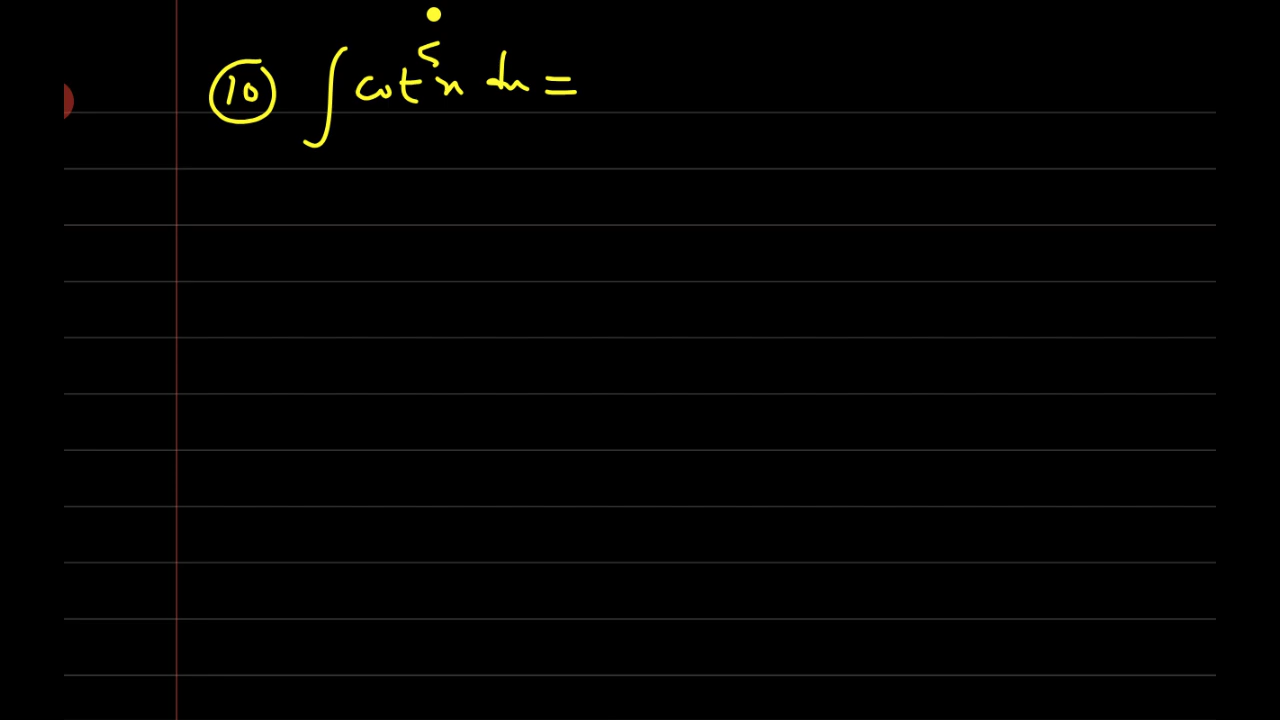 ⑩ ∫ cot⁵x dx =